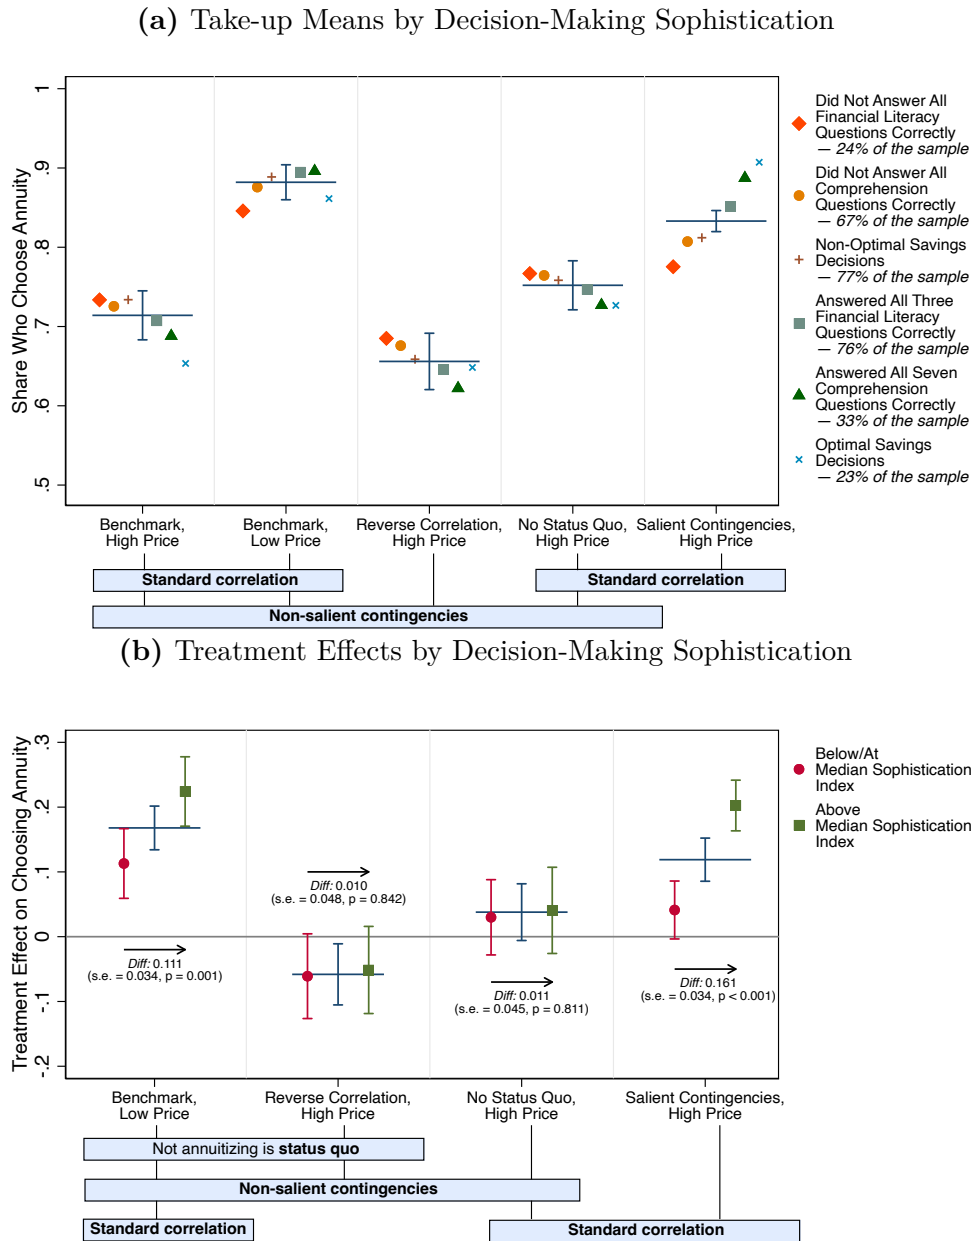 (a) Take-up Means by Decision-Making Sophistication
Share Who Choose Annuity
1
.9
.8
.7
.6
.5
Did Not Answer All
Financial Literacy
Questions Correctly
— 24% of the sample
Did Not Answer All
Comprehension
Questions Correctly
— 67% of the sample
Non-Optimal Savings
Decisions
— 77% of the sample
Answered All Three
Financial Literacy
Questions Correctly
— 76% of the sample
Answered All Seven
Comprehension
Questions Correctly
— 33% of the sample
Optimal Savings
Decisions
— 23% of the sample
Benchmark,
High Price
Benchmark,
Low Price
Reverse Correlation,
High Price
No Status Quo,
High Price
Salient Contingencies,
High Price
Standard correlation
Standard correlation
Non-salient contingencies
(b) Treatment Effects by Decision-Making Sophistication
Treatment Effect on Choosing Annuity
.3
.2
.1
0
-.1
-.2
Below/At
Median Sophistication
Index
Above
Median Sophistication
Index
Diff: 0.111
(s.e. = 0.034, p = 0.001)
Diff: 0.010
(s.e. = 0.048, p = 0.842)
Diff: 0.011
(s.e. = 0.045, p = 0.811)
Diff: 0.161
(s.e. = 0.034, p < 0.001)
Benchmark,
Low Price
Reverse Correlation,
High Price
No Status Quo,
High Price
Salient Contingencies,
High Price
Not annuitizing is status quo
Non-salient contingencies
Standard correlation
Standard correlation